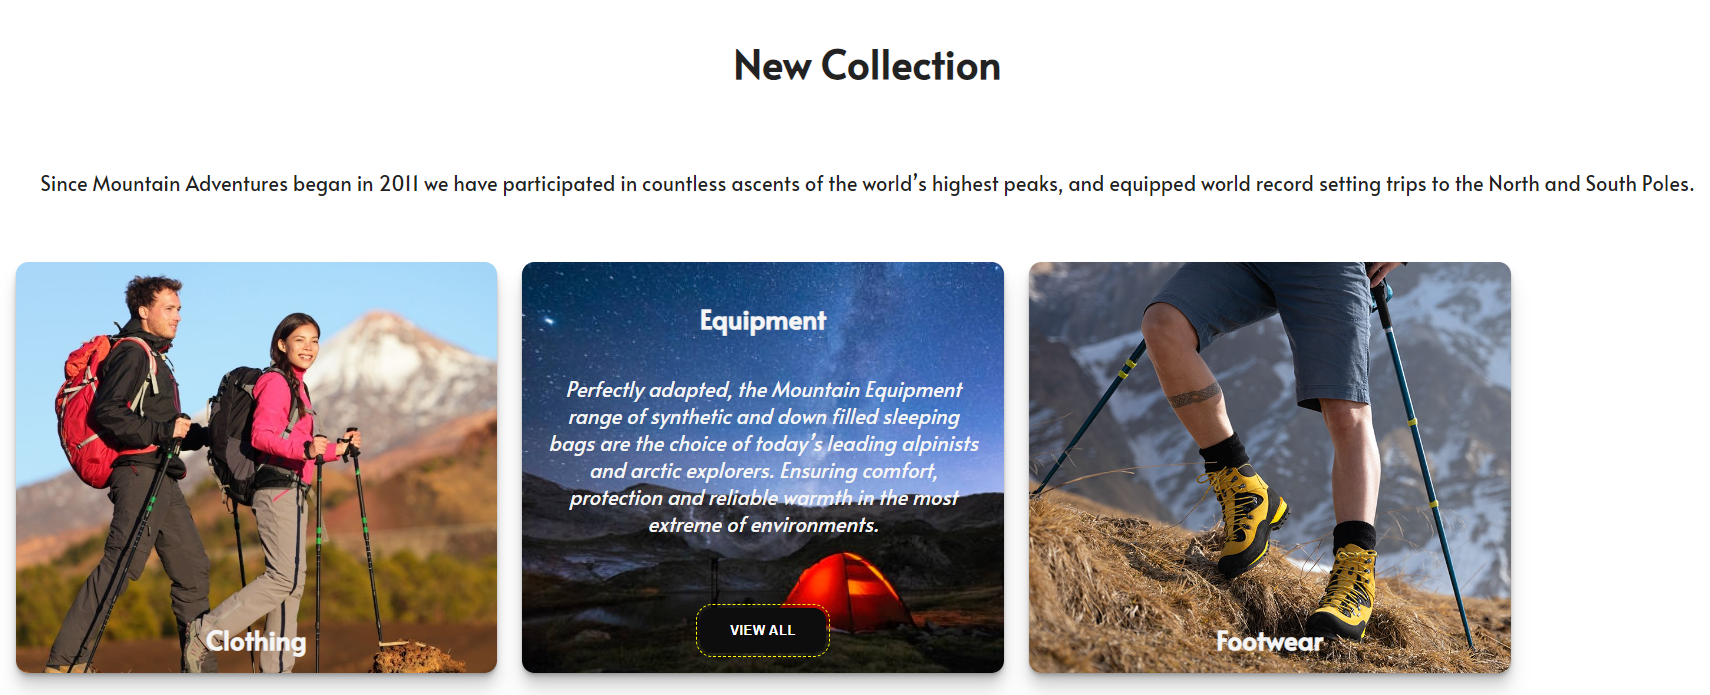 New Collection
Since Mountain Adventures began in 2011 we have participated in countless ascents of the world’s highest peaks, and equipped world record setting trips to the North and South Poles.
Clothing
Equipment
Perfectly adapted, the Mountain Equipment
range of synthetic and down filled sleeping
bags are the choice of today’s leading alpinists
and arctic explorers. Ensuring comfort,
protection and reliable warmth in the most
extreme of environments.
VIEW ALL
Footwear